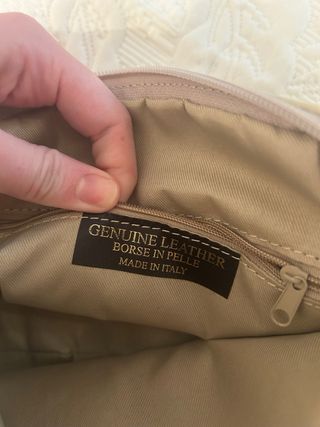 GENUINE LEATHER
BORSE IN PELLE
MADE IN ITALY